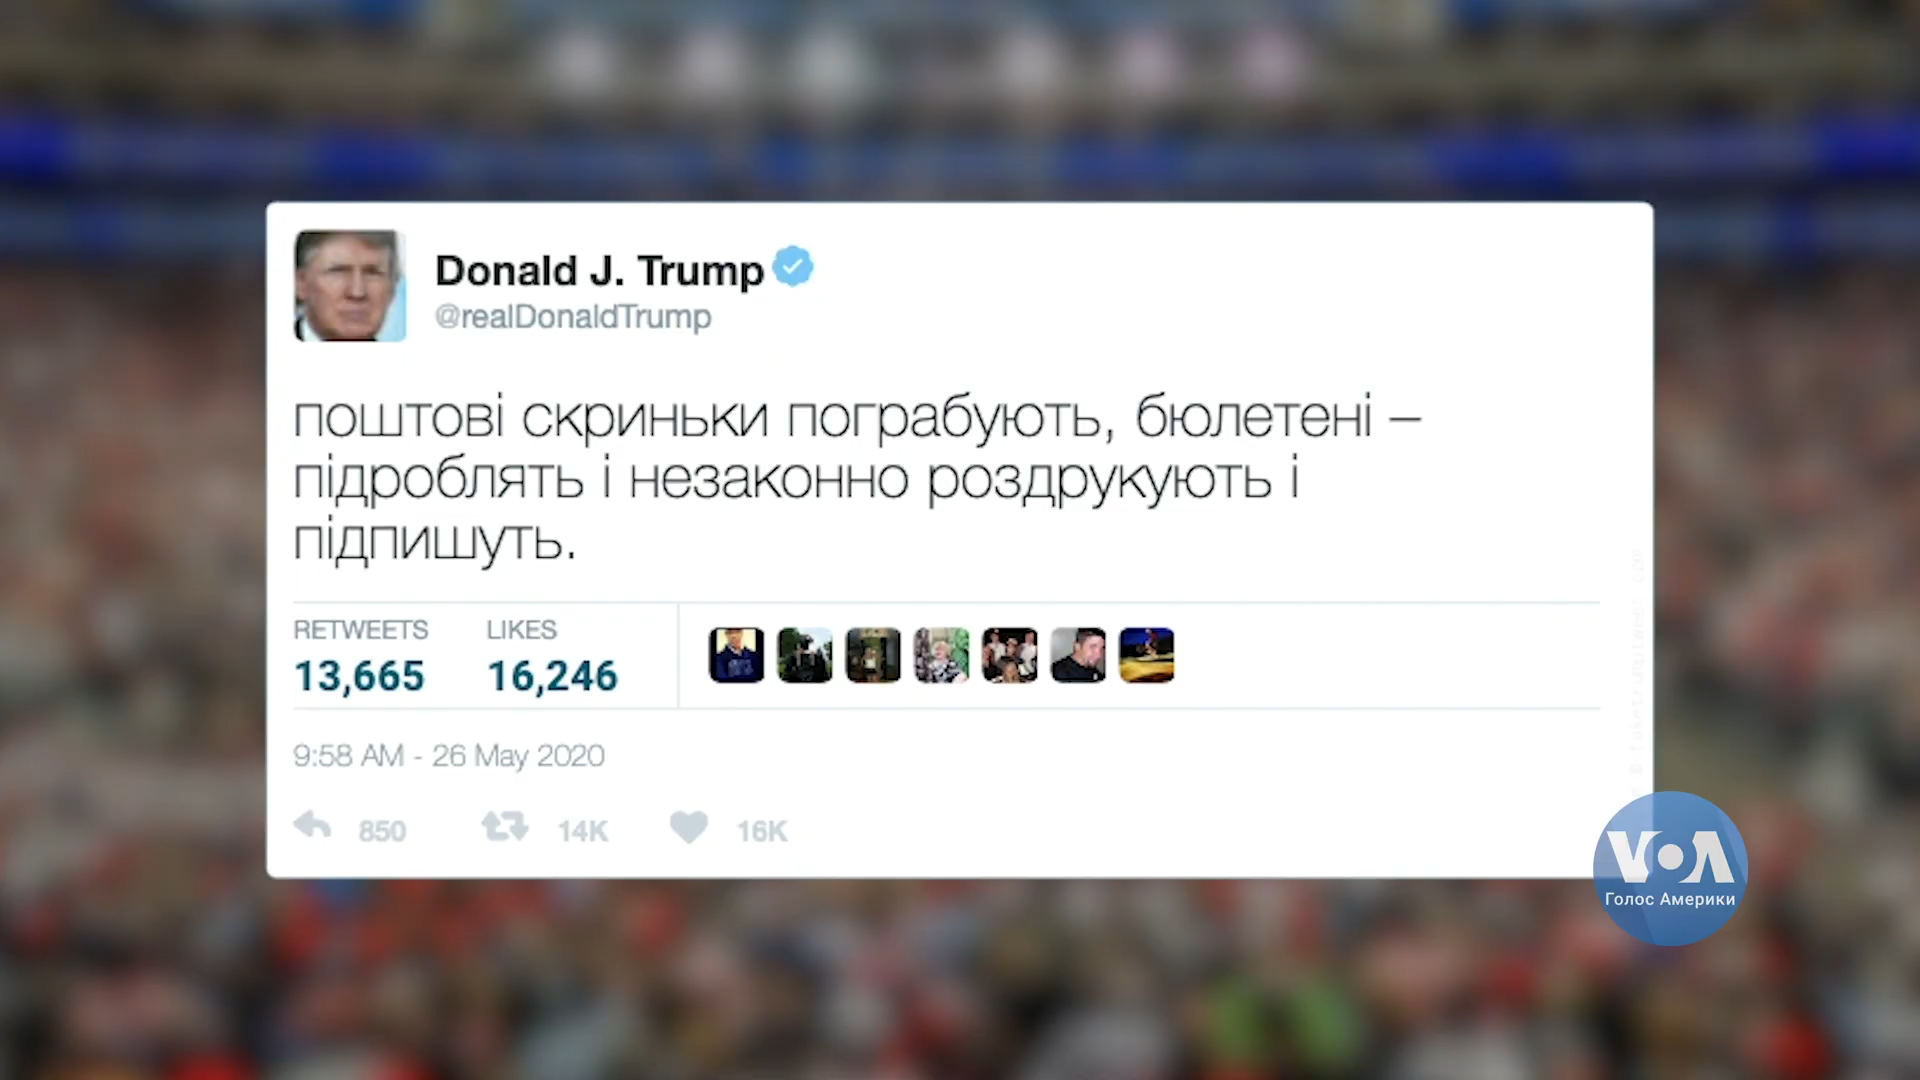 Donald J. Trump
@realDonaldTrump
поштові скриньки пограбують, бюлетені –
підроблять і незаконно роздрукують і
підпишуть.
RETWEETS LIKES
13,665 16,246
9:58 AM - 26 May 2020
850 14K 16K
VOA
Голос Америки